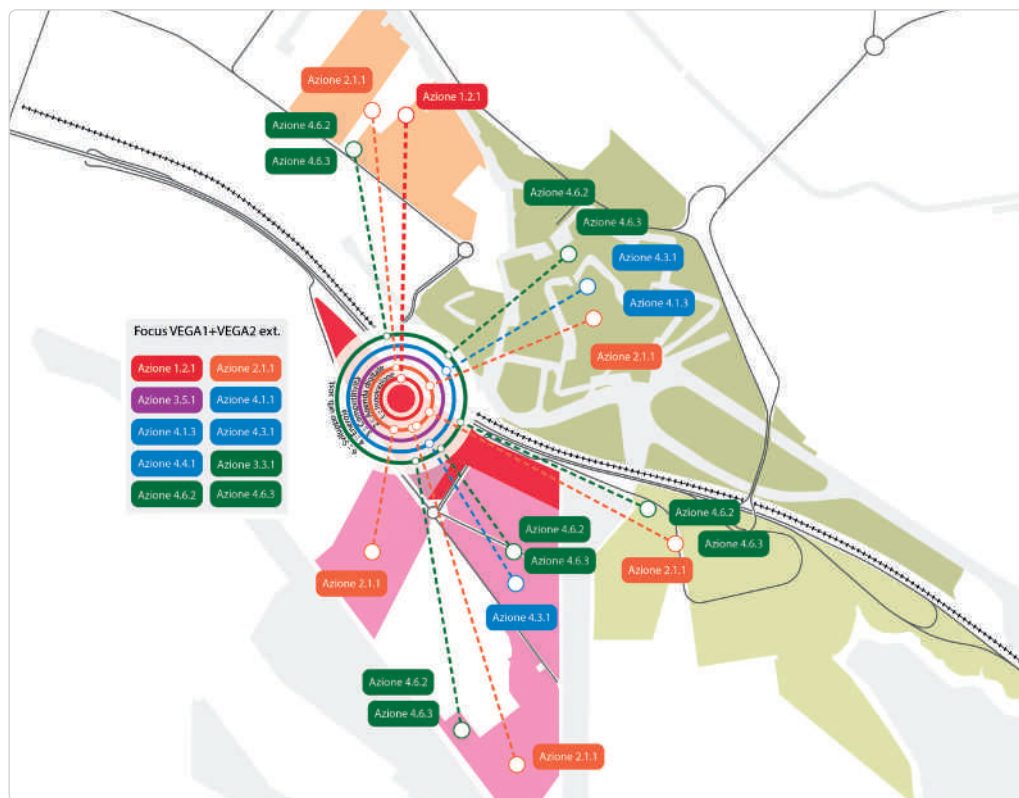 Azione 2.1.1
Azione 1.2.1
Azione 4.6.2
Azione 4.6.3
Azione 4.6.2
Azione 4.6.3
Azione 4.3.1
Azione 4.1.3
Azione 2.1.1
Focus VEGA1+VEGA2 ext.
Azione 1.2.1 Azione 2.1.1
Azione 3.5.1 Azione 4.1.1
Azione 4.1.3 Azione 4.3.1
Azione 4.4.1 Azione 3.3.1
Azione 4.6.2 Azione 4.6.3
Azione 4.6.2
Azione 4.6.3
Azione 2.1.1
Azione 4.6.2
Azione 4.6.3
Azione 2.1.1
Azione 4.3.1
Azione 4.6.2
Azione 4.6.3
Azione 2.1.1